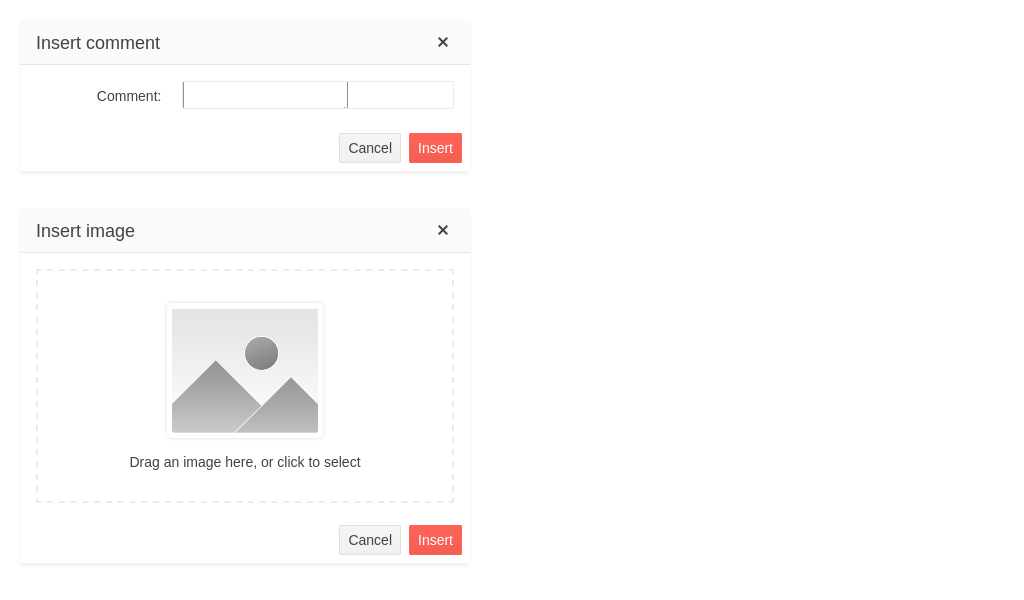 Insert comment
Comment:
Cancel Insert
Insert image
Drag an image here, or click to select
Cancel Insert